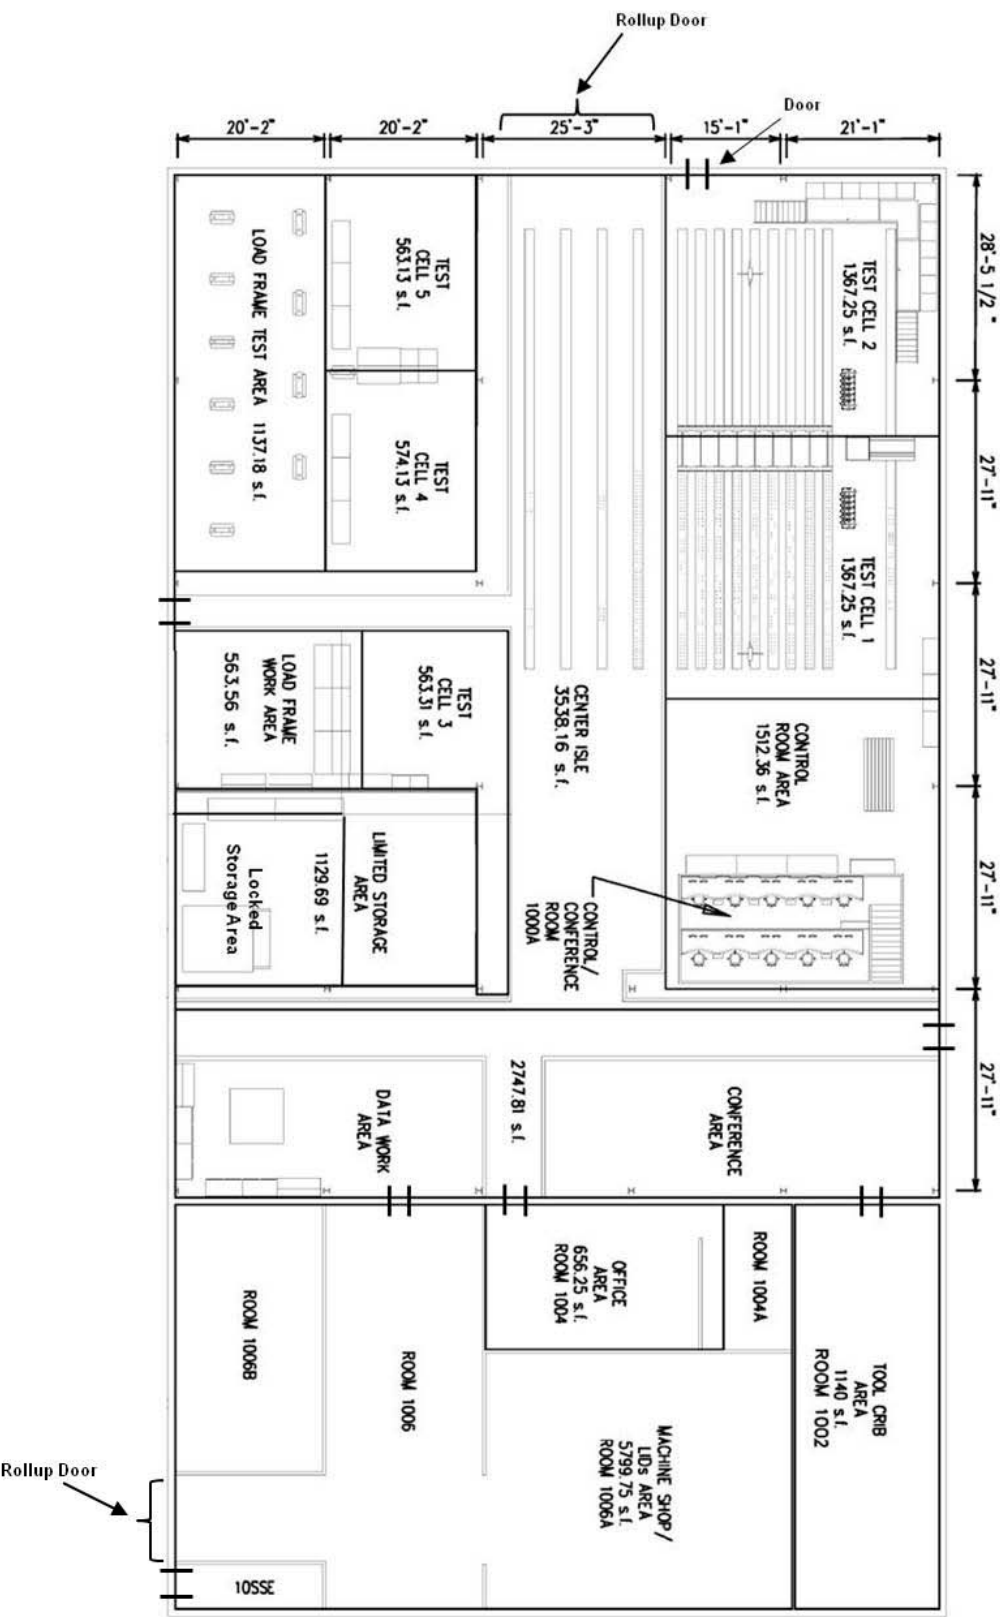 Rollup Door
Door
20'-2"
20'-2"
25'-3"
15'-1"
21'-1"
28'-5 1/2 "
27'-11"
27'-11"
27'-11"
27'-11"
LOAD FRAME TEST AREA 1137.18 s.f.
TEST
CELL 5
563.13 s.f.
TEST
CELL 4
574.13 s.f.
TEST CELL 2
1367.25 s.f.
TEST CELL 1
1367.25 s.f.
LOAD FRAME
WORK AREA
563.56 s.f.
TEST
CELL 3
563.31 s.f.
CENTER ISLE
3538.16 s.f.
CONTROL
ROOM AREA
1512.36 s.f.
LIMITED STORAGE
AREA
1129.69 s.f.
Locked
Storage Area
CONTROL/
CONFERENCE
ROOM
1000A
DATA WORK
AREA
2747.81 s.f.
CONFERENCE
AREA
ROOM 1006B
ROOM 1006
OFFICE
AREA
656.25 s.f.
ROOM 1004
ROOM 1004A
TOOL CRIB
AREA
1140 s.f.
ROOM 1002
MACHINE SHOP/
LIDs AREA
5799.75 s.f.
ROOM 1006A
Rollup Door
10SSE